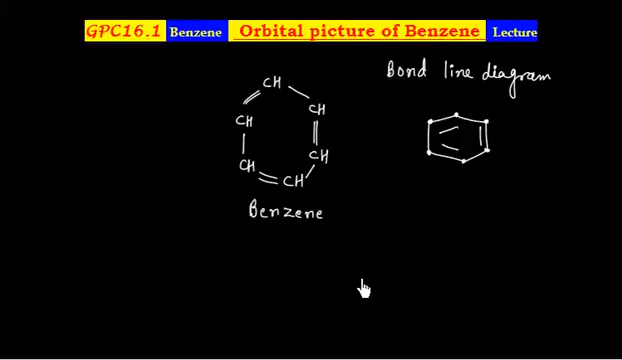 GPC16.1 Benzene Orbital picture of Benzene Lecture
Bond line diagram
CH
CH
CH
CH
CH
CH
Benzene